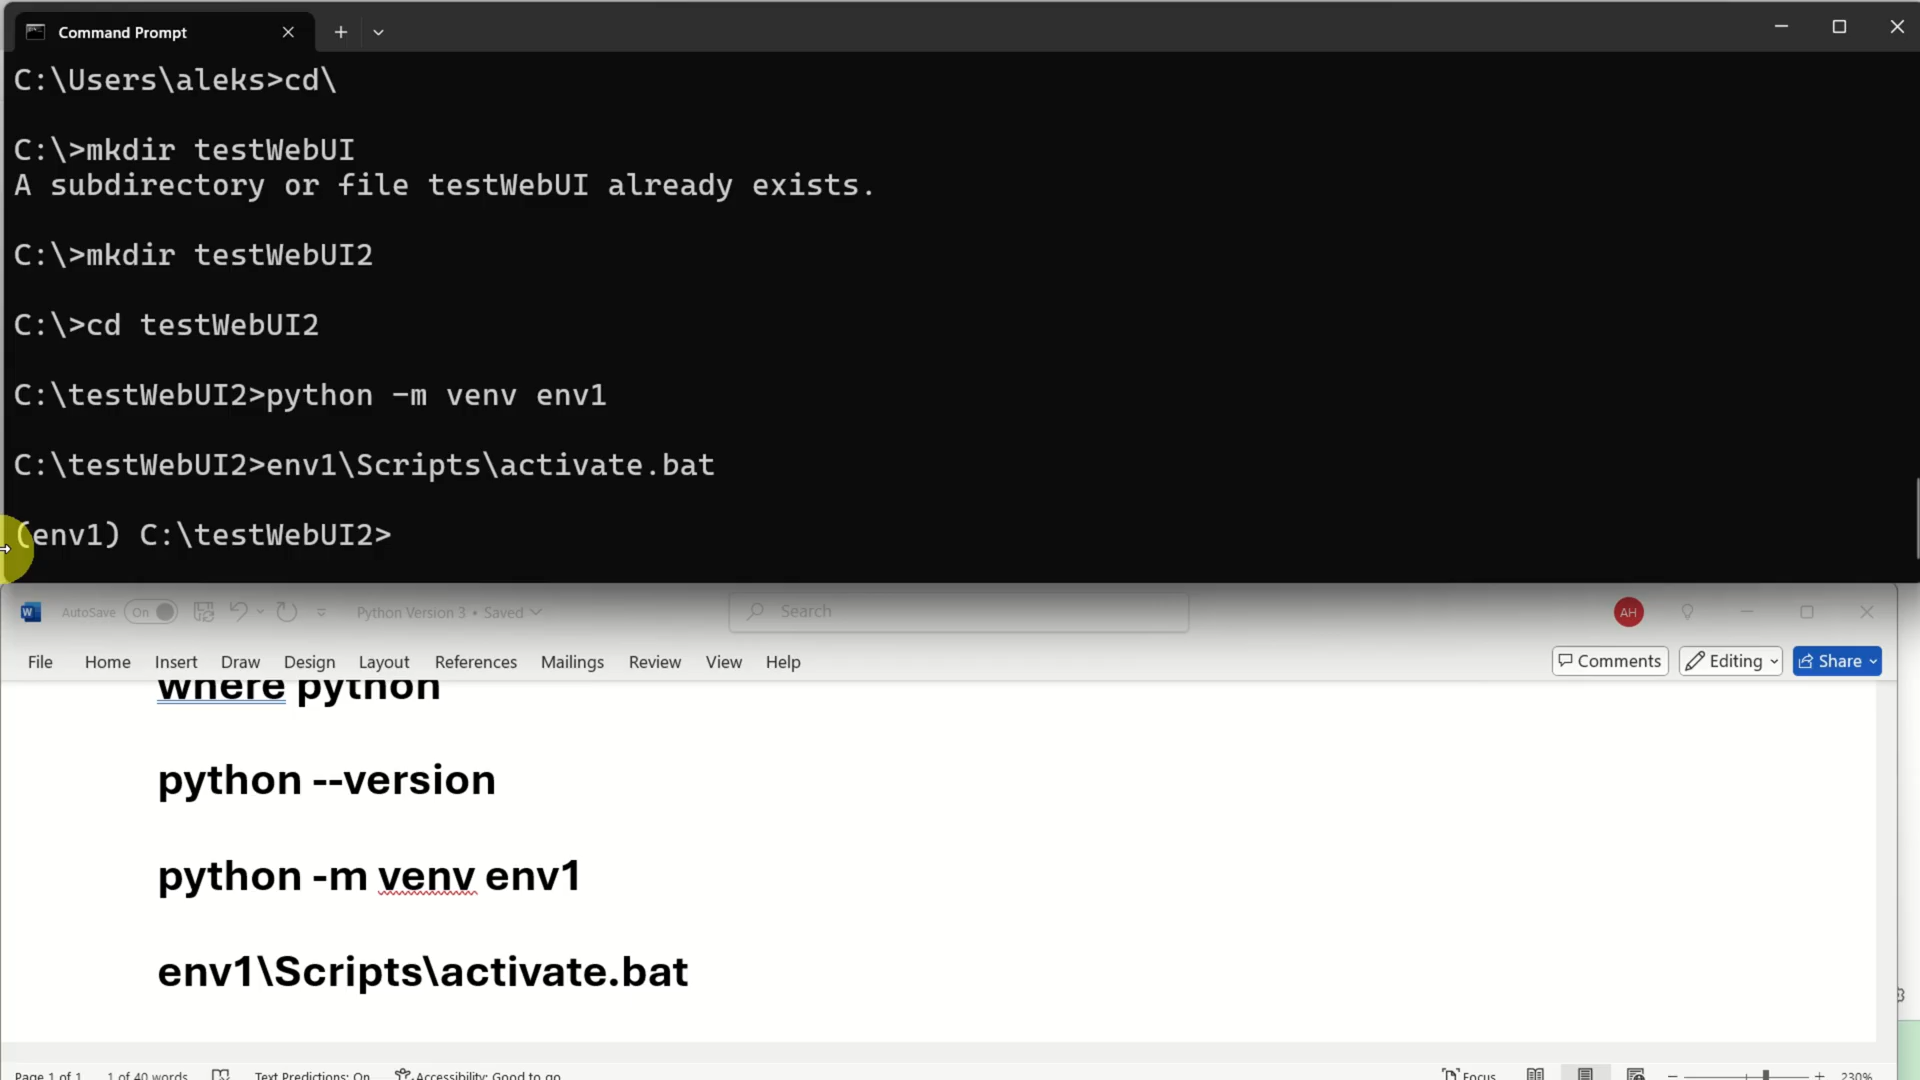 Command Prompt
C:\Users\aleks>cd\
C:\>mkdir testWebUI
A subdirectory or file testWebUI already exists.
C:\>mkdir testWebUI2
C:\>cd testWebUI2
C:\testWebUI2>python -m venv env1
C:\testWebUI2>env1\Scripts\activate.bat
(env1) C:\testWebUI2>
AutoSave On Python Version 3 • Saved Search AH
File Home Insert Draw Design Layout References Mailings Review View Help Comments Editing Share
where python
python --version
python -m venv env1
env1\Scripts\activate.bat
Page 1 of 1 1 of 40 words Text Predictions: On Accessibility: Good to go Focus 230%